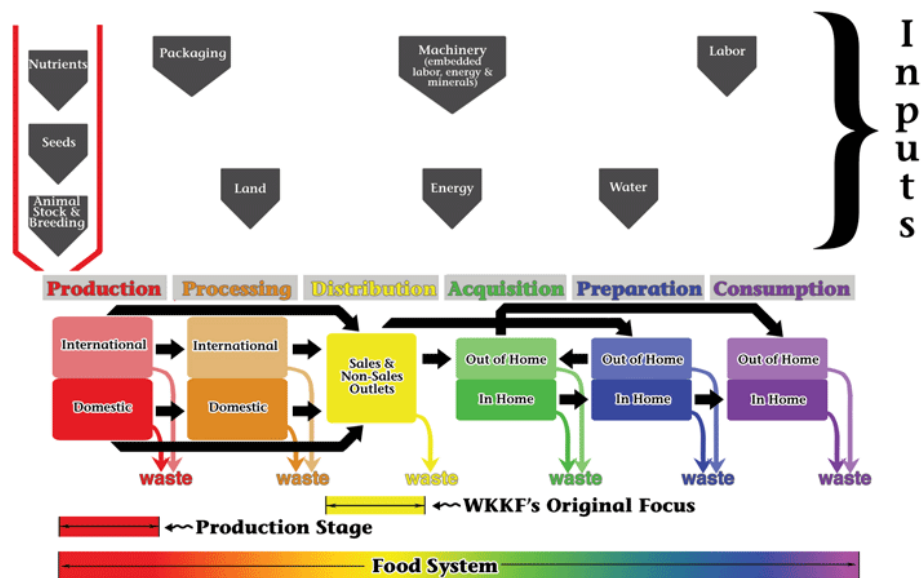 Inputs
Nutrients
Packaging
Machinery
(embedded
labor, energy &
minerals)
Labor
Seeds
Land
Energy
Water
Animal
Stock &
Breeding
Production
Processing
Distribution
Acquisition
Preparation
Consumption
International
International
Sales &
Non-Sales
Outlets
Out of Home
Out of Home
Out of Home
Domestic
Domestic
In Home
In Home
In Home
waste
waste
waste
waste
waste
waste
WKKF's Original Focus
Production Stage
Food System